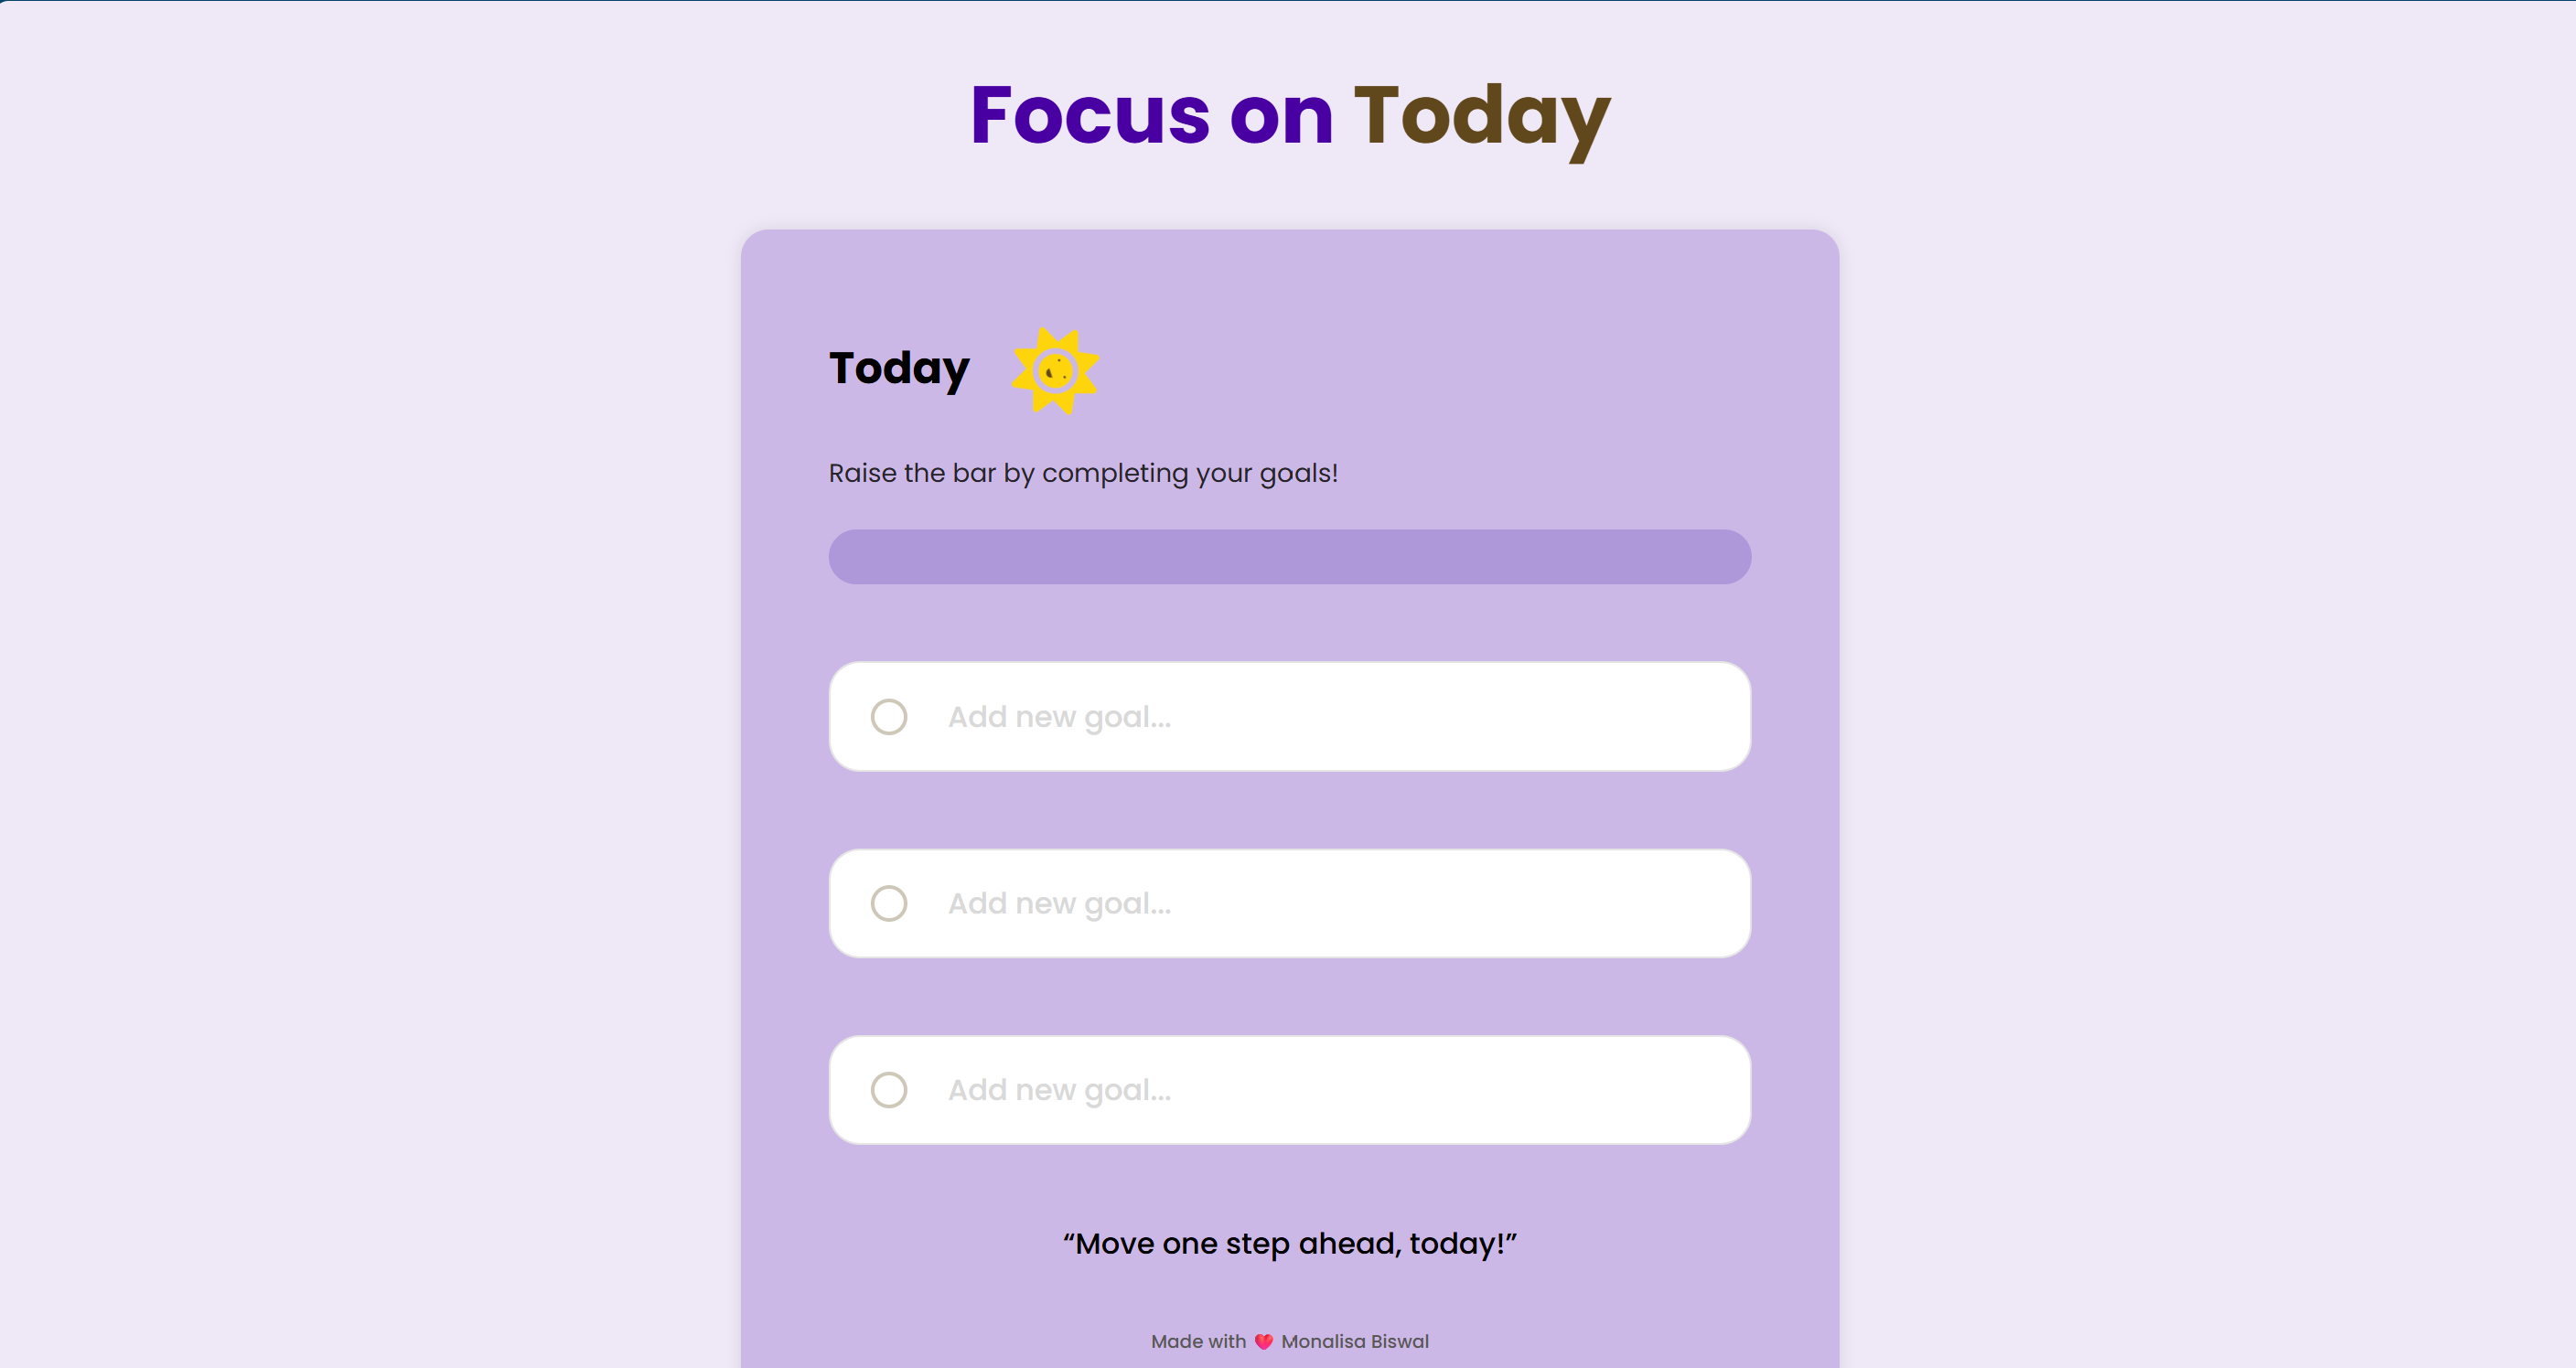 Focus on Today
Today
Raise the bar by completing your goals!
Add new goal...
Add new goal...
Add new goal...
“Move one step ahead, today!”
Made with ❤️ Monalisa Biswal